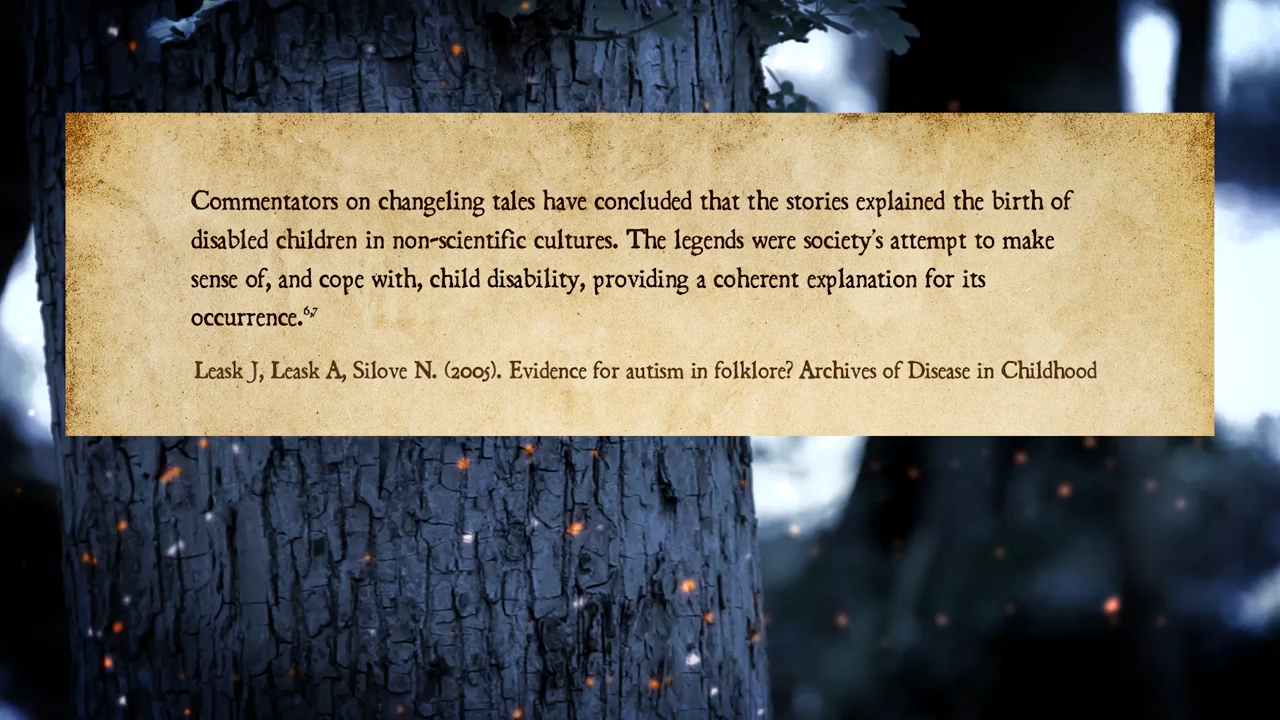 Commentators on changeling tales have concluded that the stories explained the birth of
disabled children in non-scientific cultures. The legends were society's attempt to make
sense of, and cope with, child disability, providing a coherent explanation for its
occurrence.6,7
Leask J, Leask A, Silove N. (2005). Evidence for autism in folklore? Archives of Disease in Childhood